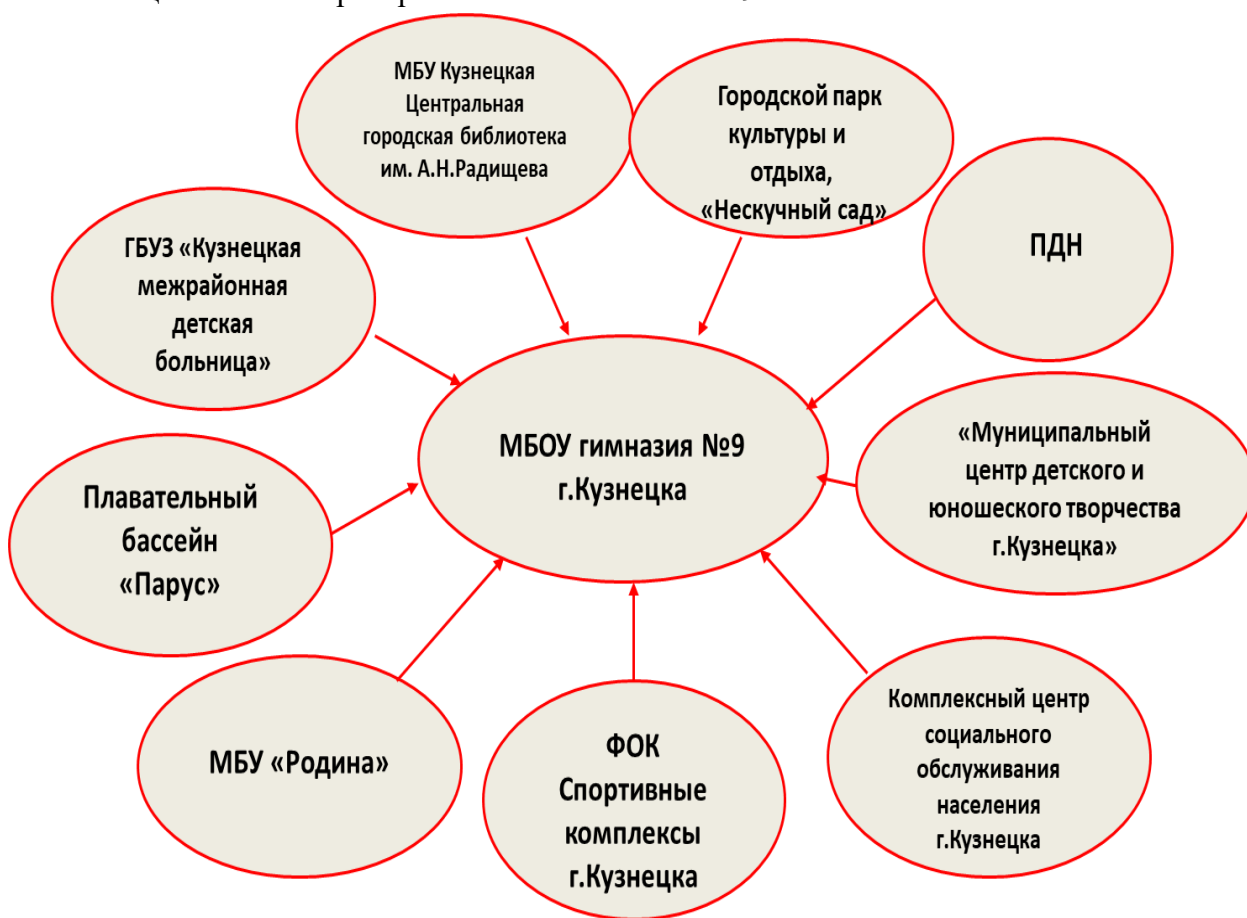 МБУ Кузнецкая
Центральная
городская библиотека
им. А.Н.Радищева
Городской парк
культуры и
отдыха,
«Нескучный сад»
ПДН
ГБУЗ «Кузнецкая
межрайонная
детская
больница»
МБОУ гимназия №9
г.Кузнецка
«Муниципальный
центр детского и
юношеского творчества
г.Кузнецка»
Плавательный
бассейн
«Парус»
МБУ «Родина»
ФОК
Спортивные
комплексы
г.Кузнецка
Комплексный центр
социального
обслуживания
населения
г.Кузнецка